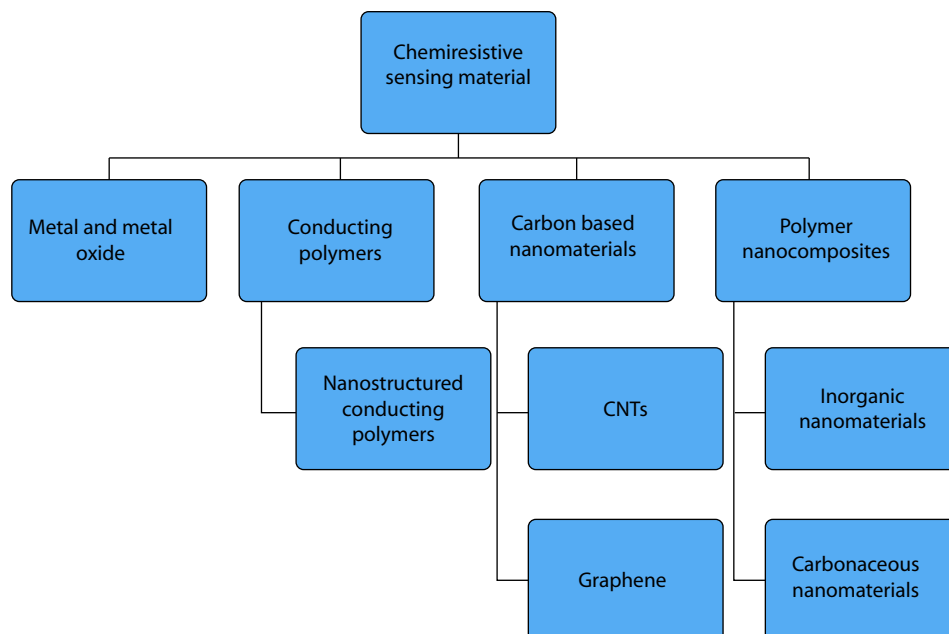 Chemiresistive
sensing material
Metal and metal
oxide
Conducting
polymers
Carbon based
nanomaterials
Polymer
nanocomposites
Nanostructured
conducting
polymers
CNTs
Inorganic
nanomaterials
Graphene
Carbonaceous
nanomaterials